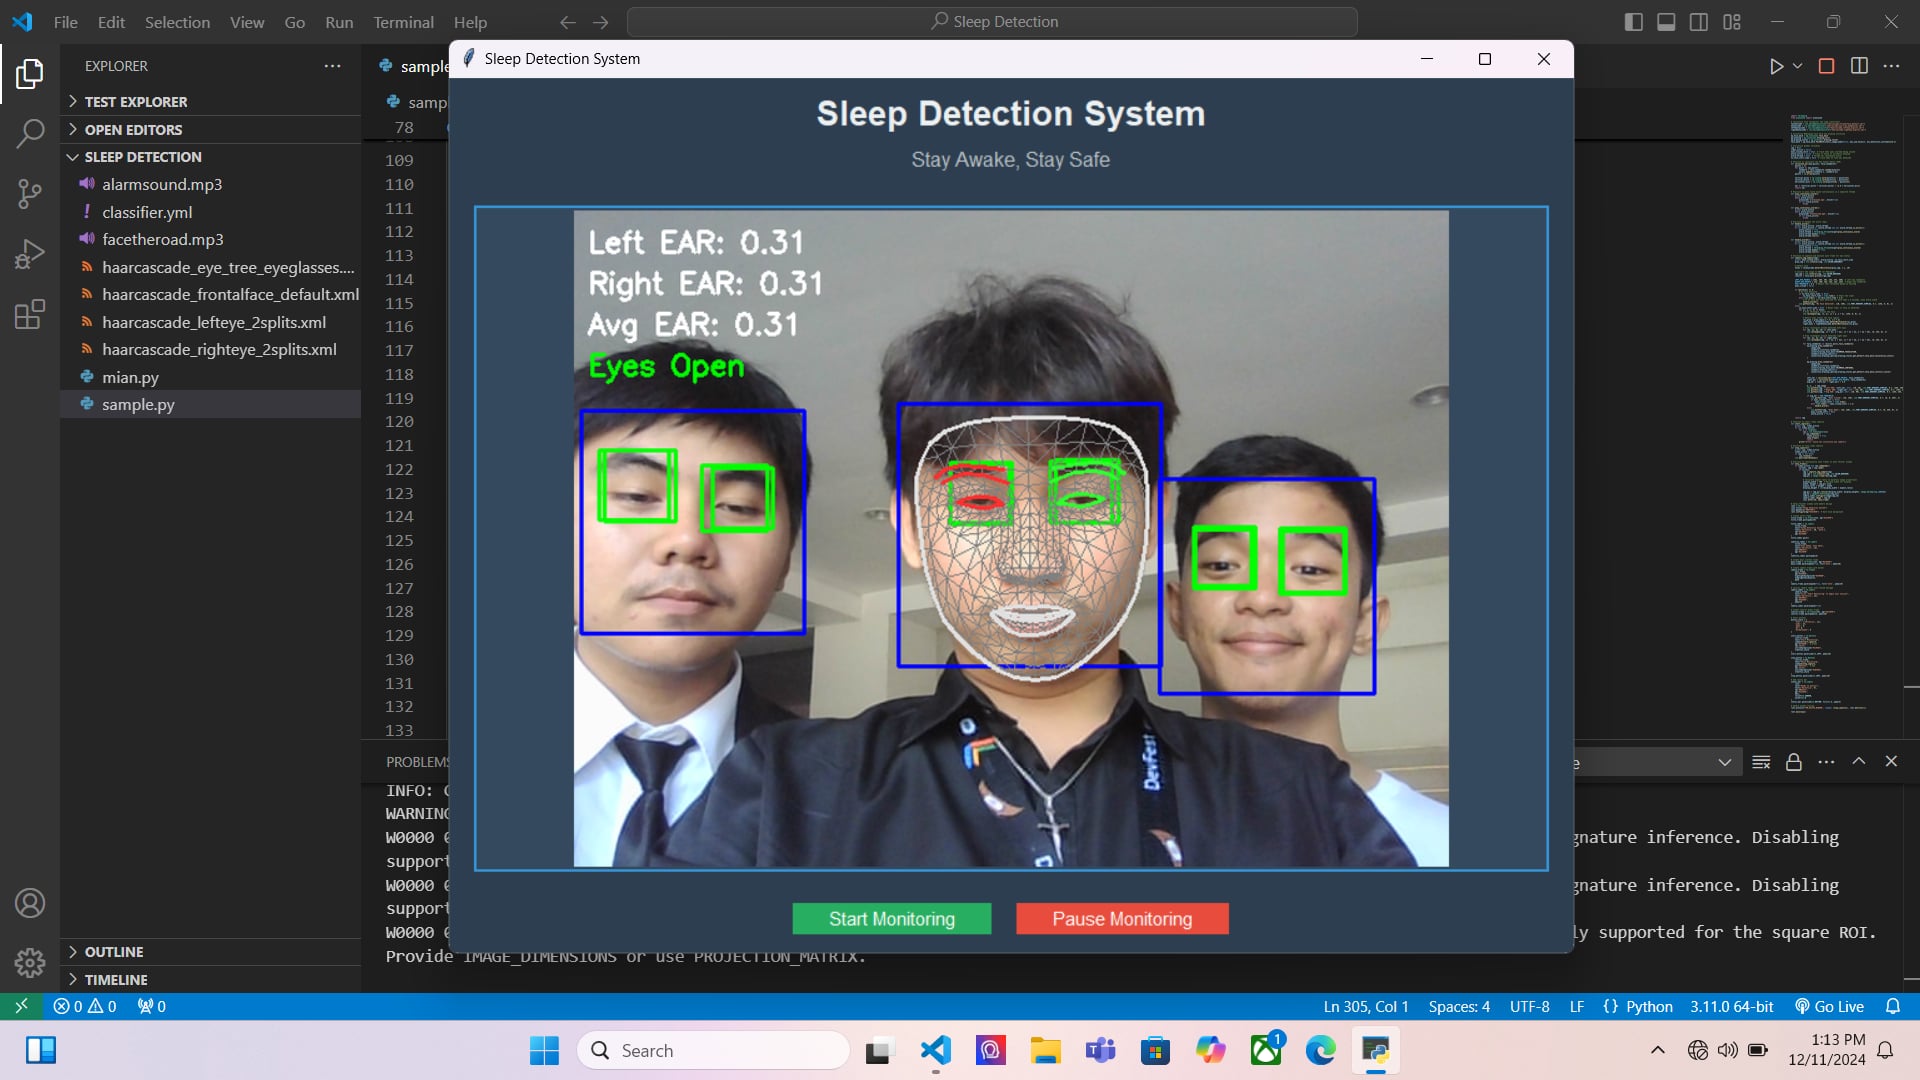 File Edit Selection View Go Run Terminal Help
Sleep Detection
EXPLORER
TEST EXPLORER
OPEN EDITORS
SLEEP DETECTION
alarmsound.mp3
classifier.yml
facetheroad.mp3
haarcascade_eye_tree_eyeglasses....
haarcascade_frontalface_default.xml
haarcascade_lefteye_2splits.xml
haarcascade_righteye_2splits.xml
mian.py
sample.py
OUTLINE
TIMELINE
sample
samp
78
109
110
111
112
113
114
115
116
117
118
119
120
121
122
123
124
125
126
127
128
129
130
131
132
133
Sleep Detection System
Sleep Detection System
Stay Awake, Stay Safe
Left EAR: 0.31
Right EAR: 0.31
Avg EAR: 0.31
Eyes Open
DevFest
Start Monitoring Pause Monitoring
PROBLEMS
INFO:
WARNING
W0000 gnature inference. Disabling
support
W0000 gnature inference. Disabling
support
W0000 ly supported for the square ROI.
Provide IMAGE_DIMENSIONS or use PROJECTION_MATRIX.
0 0 0 Ln 305, Col 1 Spaces: 4 UTF-8 LF {} Python 3.11.0 64-bit Go Live
Search
1
1:13 PM
12/11/2024